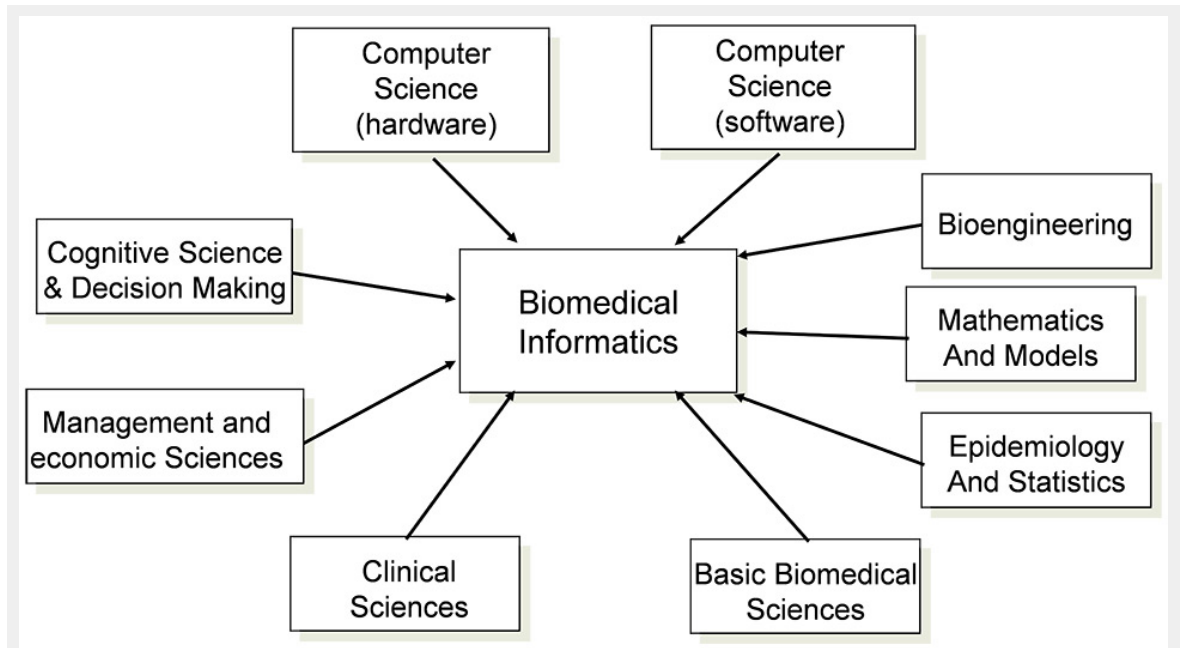 Computer
Science
(hardware)
Computer
Science
(software)
Cognitive Science
& Decision Making
Biomedical
Informatics
Bioengineering
Mathematics
And Models
Management and
economic Sciences
Epidemiology
And Statistics
Clinical
Sciences
Basic Biomedical
Sciences